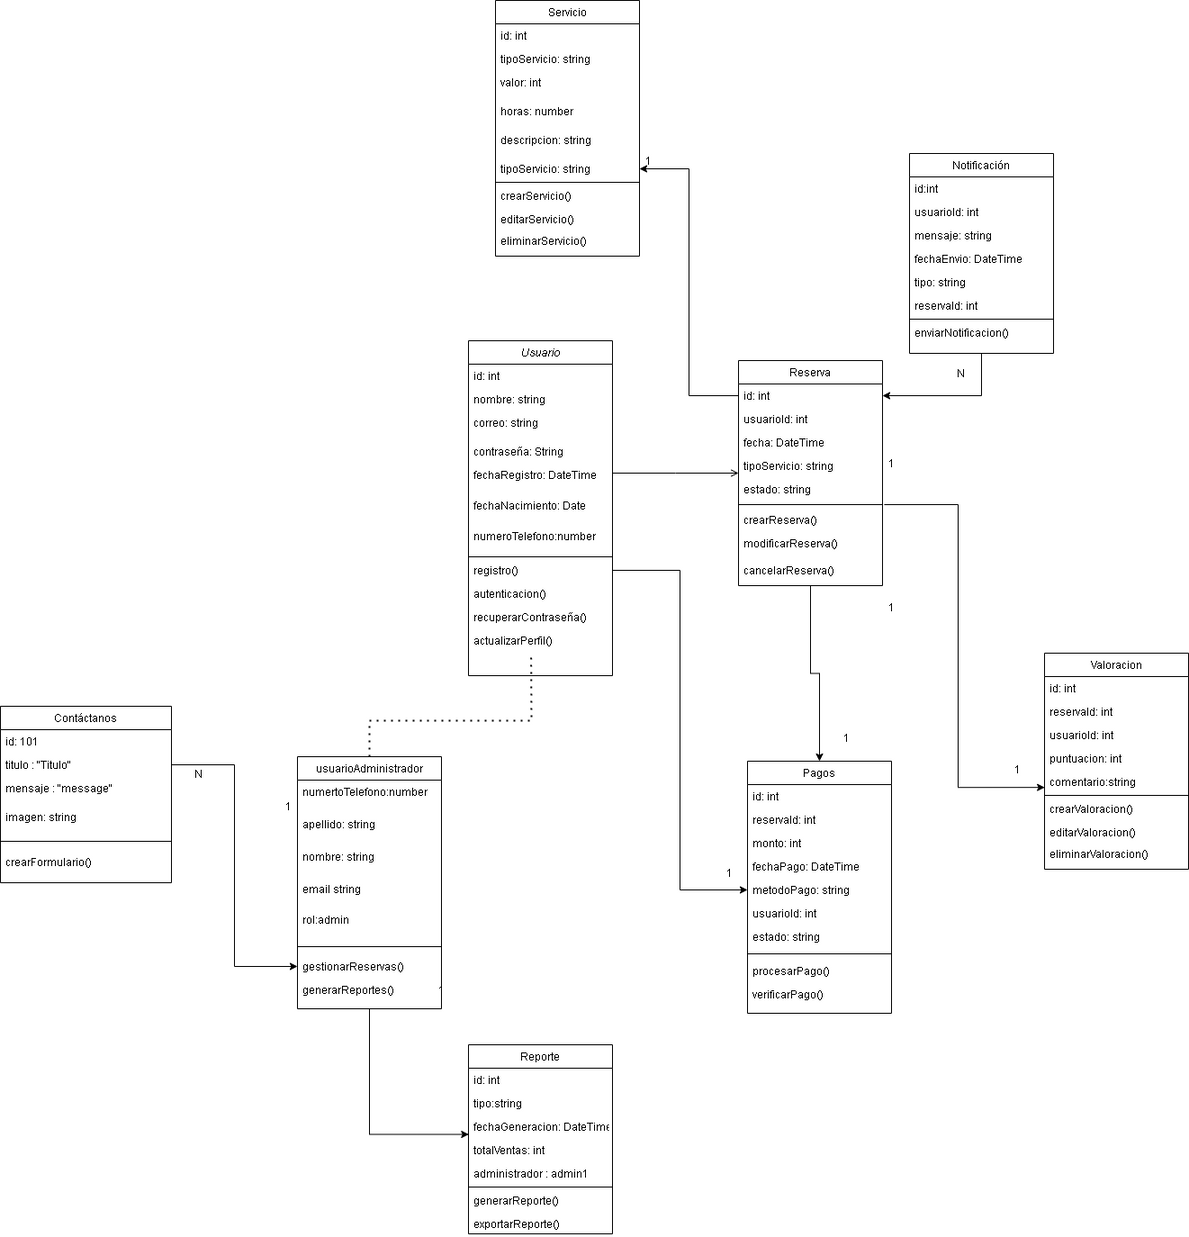 Servicio
id: int
tipoServicio: string
valor: int
horas: number
descripcion: string
tipoServicio: string
crearServicio()
editarServicio()
eliminarServicio()
1
Notificación
id:int
usuarioId: int
mensaje: string
fechaEnvio: DateTime
tipo: string
reservaId: int
enviarNotificacion()
N
Usuario
id: int
nombre: string
correo: string
contraseña: String
fechaRegistro: DateTime
fechaNacimiento: Date
numeroTelefono:number
registro()
autenticacion()
recuperarContraseña()
actualizarPerfil()
Reserva
id: int
usuarioId: int
fecha: DateTime
tipoServicio: string
estado: string
crearReserva()
modificarReserva()
cancelarReserva()
1
1
Valoracion
id: int
reservaId: int
usuarioId: int
puntuacion: int
comentario:string
crearValoracion()
editarValoracion()
eliminarValoracion()
1
Contáctanos
id: 101
titulo : "Titulo"
mensaje : "message"
imagen: string
crearFormulario()
N
usuarioAdministrador
numertoTelefono:number
apellido: string
nombre: string
email string
rol:admin
gestionarReservas()
generarReportes()
1
1
Pagos
id: int
reservaId: int
monto: int
fechaPago: DateTime
metodoPago: string
usuarioId: int
estado: string
procesarPago()
verificarPago()
1
Reporte
id: int
tipo:string
fechaGeneracion: DateTime
totalVentas: int
administrador : admin1
generarReporte()
exportarReporte()